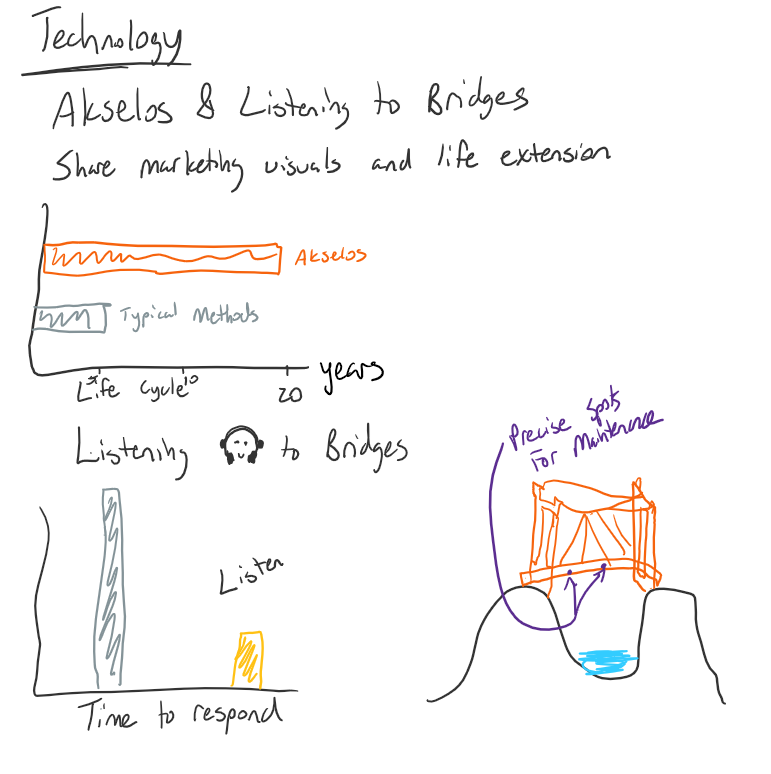 Technology
Akselos & Listening to Bridges
Share marketing visuals and life extension
Akselos
Typical Methods
5 10 20 years
Life cycle
Listening to Bridges
Precise Spots
For Maintenance
Listen
Time to respond